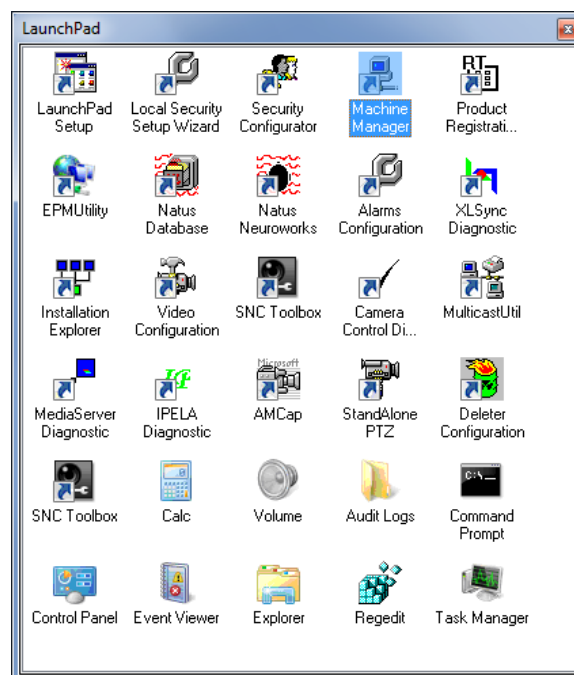 LaunchPad
LaunchPad Setup
Local Security Setup Wizard
Security Configurator
Machine Manager
RT
Product Registrati...
EPMUtility
Natus Database
Natus Neuroworks
Alarms Configuration
XLSync Diagnostic
Installation Explorer
Video Configuration
SNC Toolbox
Camera Control Di...
MulticastUtil
MediaServer Diagnostic
IPELA Diagnostic
Microsoft
AMCap
StandAlone PTZ
Deleter Configuration
SNC Toolbox
Calc
Volume
Audit Logs
C:\_
Command Prompt
Control Panel
Event Viewer
Explorer
Regedit
Task Manager